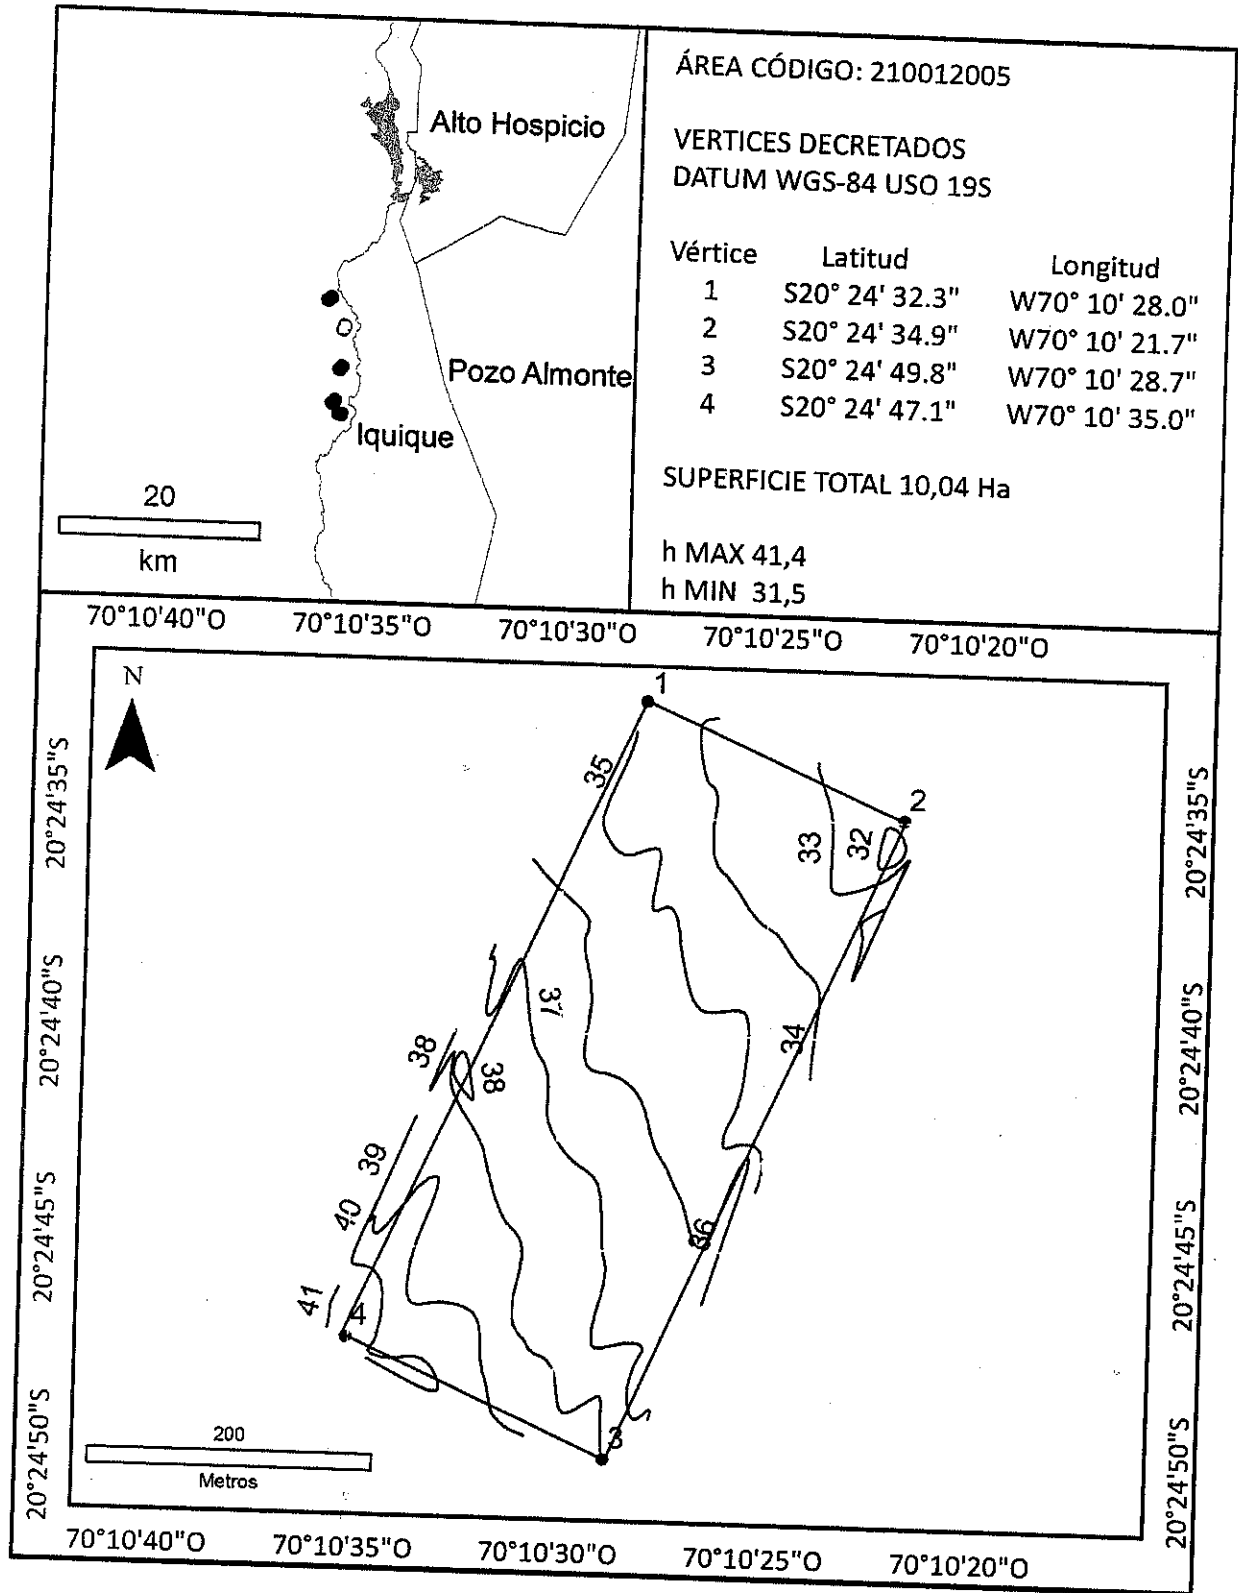 Alto Hospicio
Pozo Almonte
Iquique
20
km
ÁREA CÓDIGO: 210012005
VERTICES DECRETADOS
DATUM WGS-84 USO 19S
Vértice Latitud Longitud
1 S20° 24' 32.3" W70° 10' 28.0"
2 S20° 24' 34.9" W70° 10' 21.7"
3 S20° 24' 49.8" W70° 10' 28.7"
4 S20° 24' 47.1" W70° 10' 35.0"
SUPERFICIE TOTAL 10,04 Ha
h MAX 41,4
h MIN 31,5
70°10'40"O 70°10'35"O 70°10'30"O 70°10'25"O 70°10'20"O
N
1
2
35
33
32
37
34
38
38
39
40
36
41
4
3
20°24'35"S
20°24'40"S
20°24'45"S
20°24'50"S
20°24'35"S
20°24'40"S
20°24'45"S
20°24'50"S
200
Metros
70°10'40"O 70°10'35"O 70°10'30"O 70°10'25"O 70°10'20"O